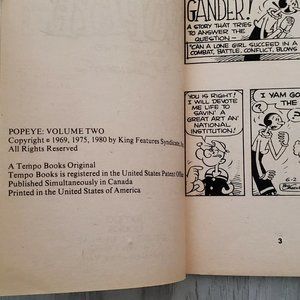 POPEYE: VOLUME TWO
Copyright © 1969, 1975, 1980 by King Features Syndicate,
All Rights Reserved
A Tempo Books Original
Tempo Books is registered in the United States Patent Office
Published Simultaneously in Canada
Printed in the United States of America
GANDER!
A STORY THAT TRIES
TO ANSWER THE
QUESTION—
"CAN A LONE GIRL SUCCEED IN A
COMBAT, BATTLE, CONFLICT, BLOWS
YOU IS RIGHT!
I WILL DEVOTE
ME LIFE TO
SAVIN' A
GREAT ART AN'
NATIONAL
INSTITUTION!
I YAM GO
THE
6-2
3